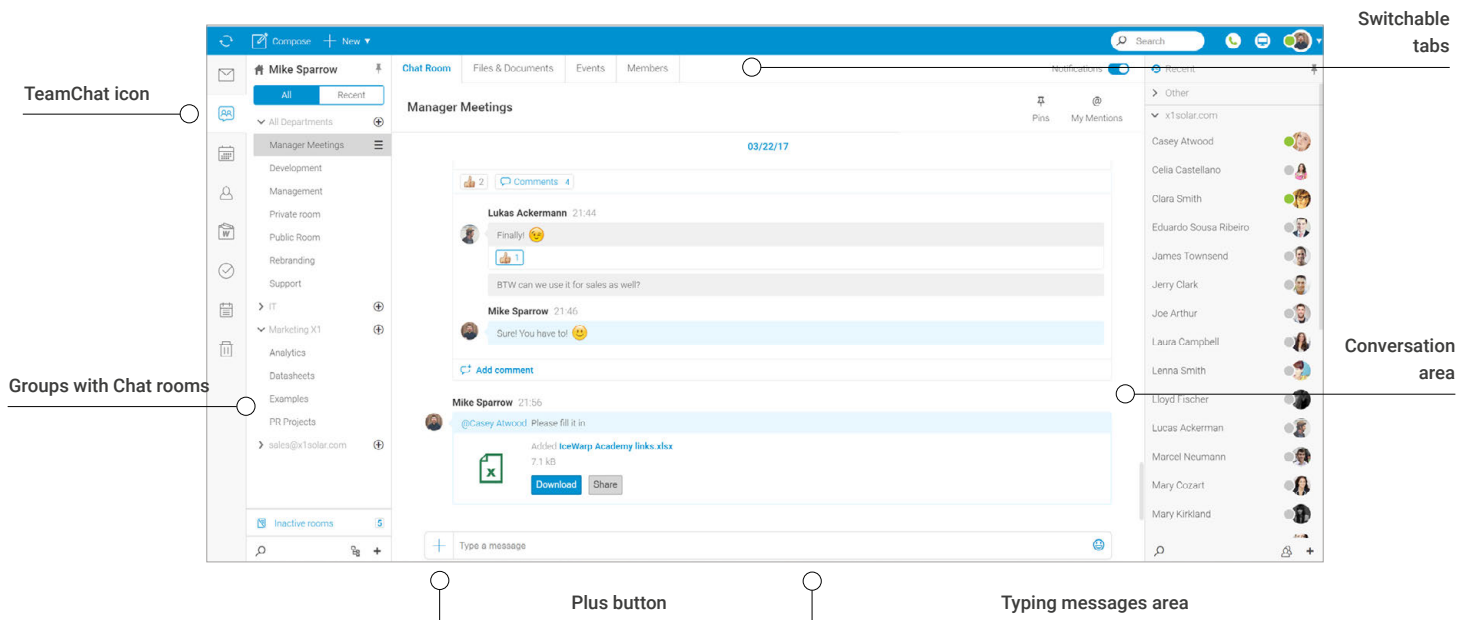 Switchable
tabs
Compose
New
Search
Mike Sparrow
Chat Room
Files & Documents
Events
Members
Notifications
Recent
TeamChat icon
All
Recent
Manager Meetings
Pins
@
My Mentions
Other
x1solar.com
All Departments
Manager Meetings
Development
Management
Private room
Public Room
Rebranding
Support
IT
Marketing X1
Analytics
Datasheets
Examples
PR Projects
sales@x1solar.com
Inactive rooms
5
Groups with Chat rooms
03/22/17
2
Comments 4
Lukas Ackermann 21:44
Finally!
1
BTW can we use it for sales as well?
Mike Sparrow 21:46
Sure! You have to!
Add comment
Mike Sparrow 21:56
@Casey Atwood Please fill it in
Added IceWarp Academy links.xlsx
7.1 kB
X
Download
Share
Type a message
Casey Atwood
Celia Castellano
Clara Smith
Eduardo Sousa Ribeiro
James Townsend
Jerry Clark
Joe Arthur
Laura Campbell
Lenna Smith
Lloyd Fischer
Lucas Ackerman
Marcel Neumann
Mary Cozart
Mary Kirkland
Conversation
area
Plus button
Typing messages area
W